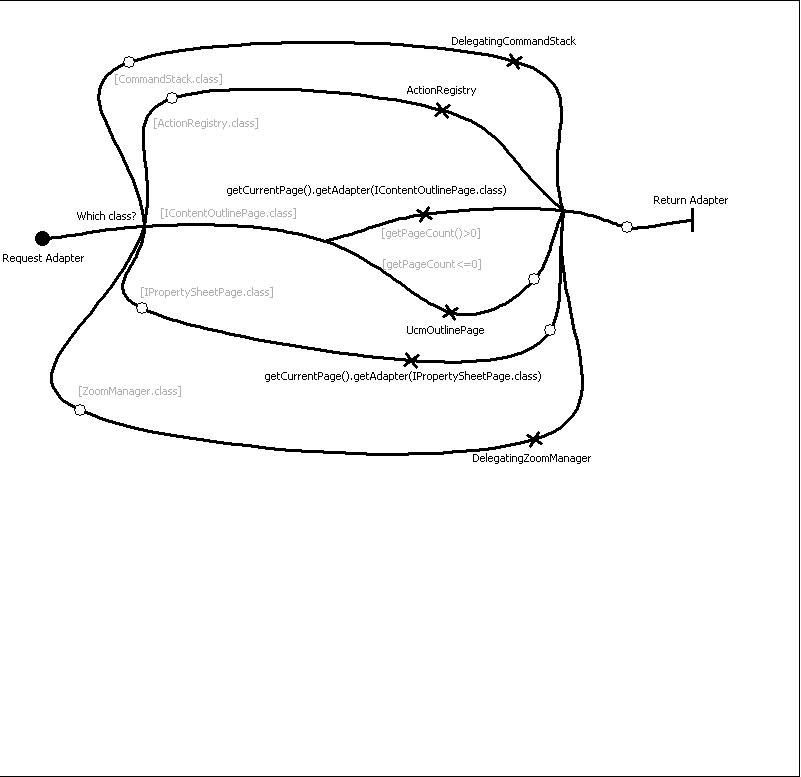 DelegatingCommandStack
[CommandStack.class]
ActionRegistry
[ActionRegistry.class]
getCurrentPage().getAdapter(IContentOutlinePage.class)
Return Adapter
Which class?
[IContentOutlinePage.class]
[getPageCount()>0]
Request Adapter
[getPageCount<=0]
[IPropertySheetPage.class]
UcmOutlinePage
getCurrentPage().getAdapter(IPropertySheetPage.class)
[ZoomManager.class]
DelegatingZoomManager